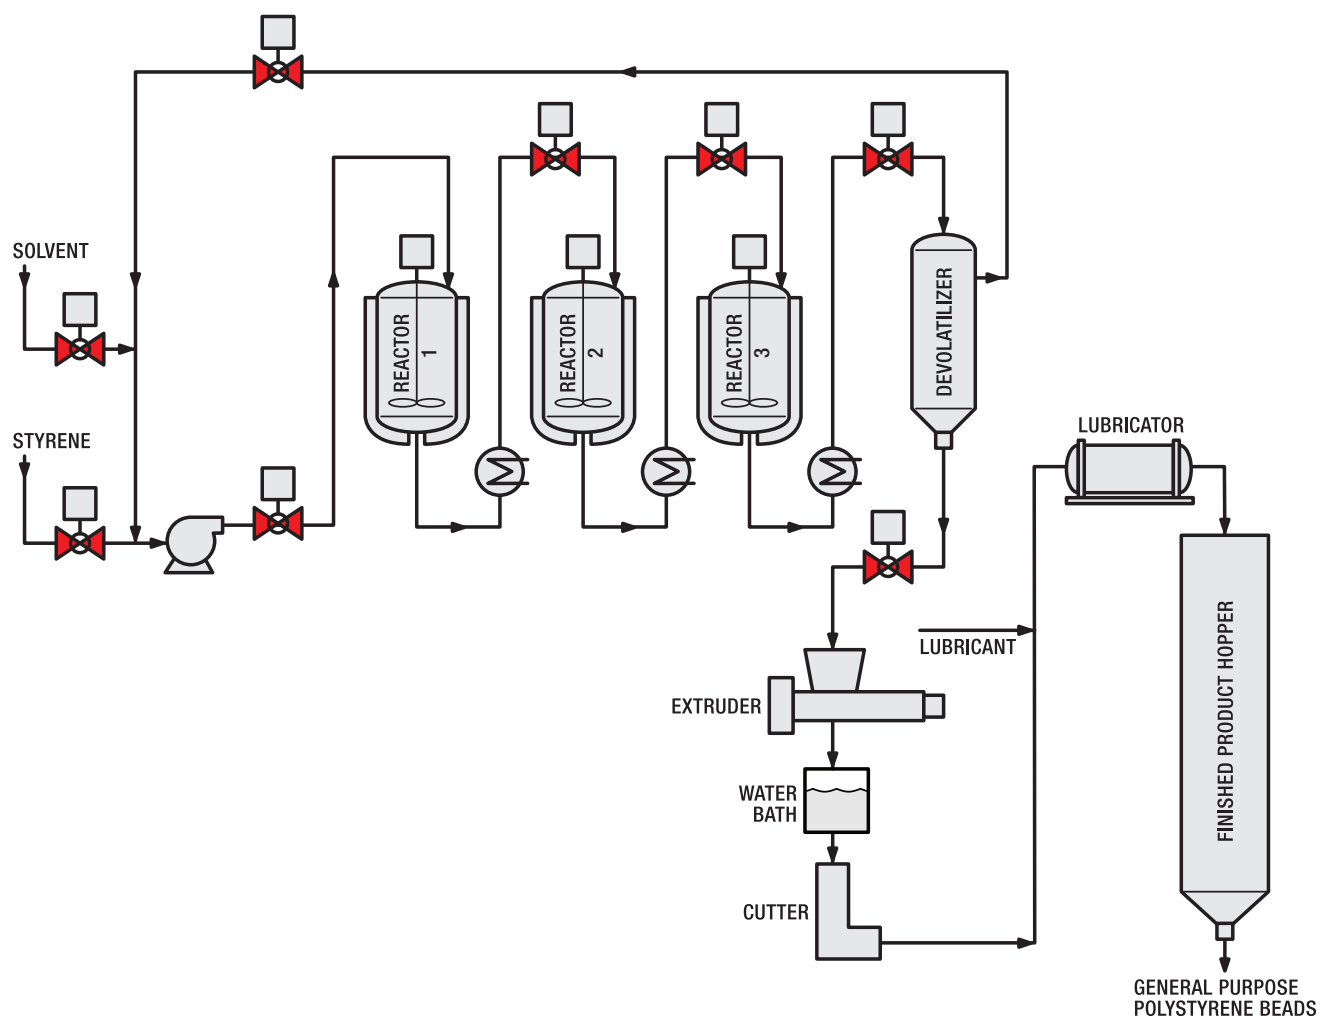 SOLVENT
STYRENE
REACTOR
1
REACTOR
2
REACTOR
3
DEVOLATILIZER
LUBRICATOR
LUBRICANT
EXTRUDER
WATER
BATH
CUTTER
FINISHED PRODUCT HOPPER
GENERAL PURPOSE
POLYSTYRENE BEADS